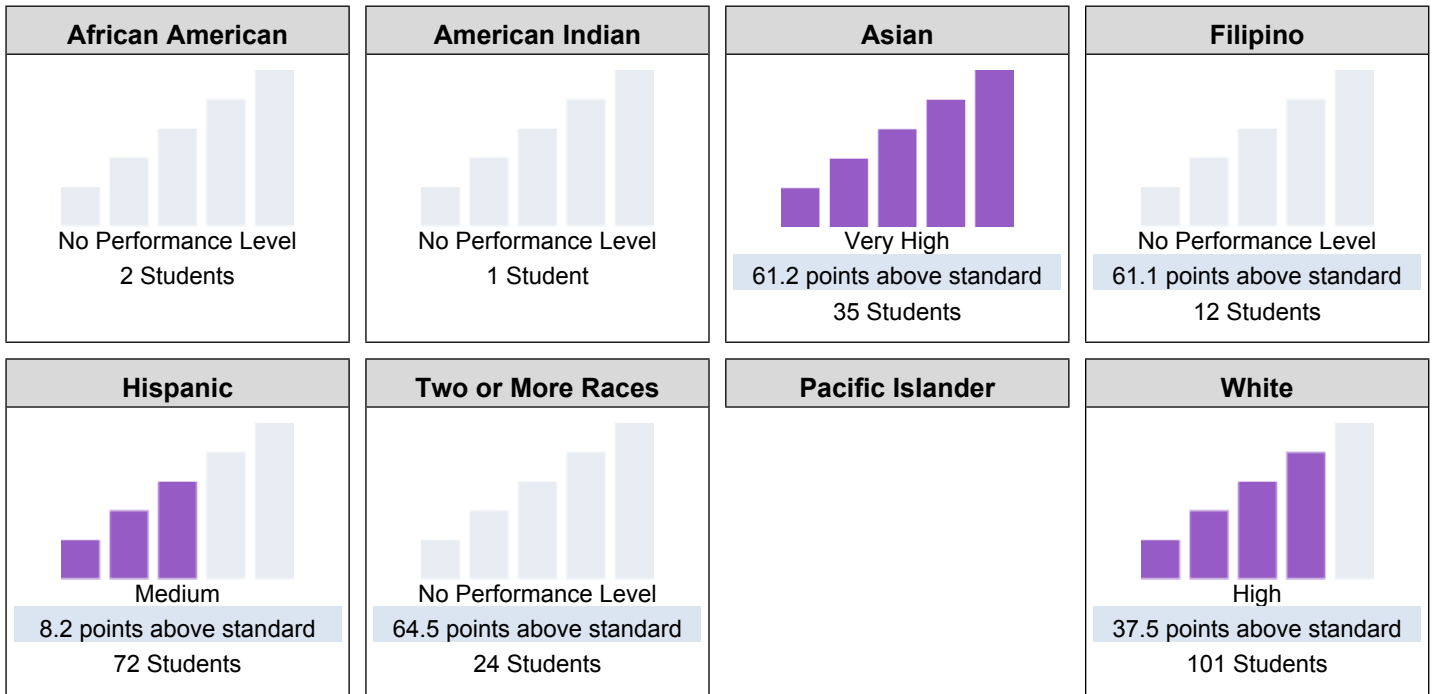 African American
No Performance Level
2 Students
American Indian
No Performance Level
1 Student
Asian
Very High
61.2 points above standard
35 Students
Filipino
No Performance Level
61.1 points above standard
12 Students
Hispanic
Medium
8.2 points above standard
72 Students
Two or More Races
No Performance Level
64.5 points above standard
24 Students
Pacific Islander
White
High
37.5 points above standard
101 Students